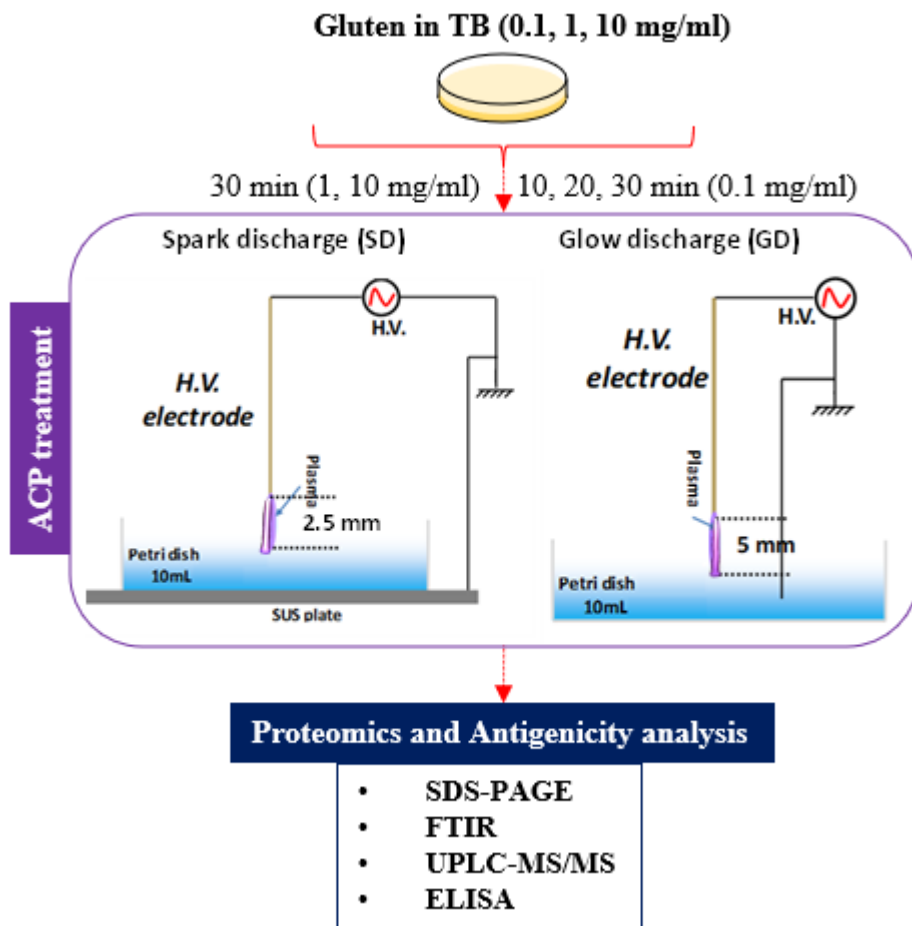 Gluten in TB (0.1, 1, 10 mg/ml)
30 min (1, 10 mg/ml)
10, 20, 30 min (0.1 mg/ml)
ACP treatment
Spark discharge (SD)
H.V.
H.V.
electrode
Plasma
2.5 mm
Petri dish
10mL
SUS plate
Glow discharge (GD)
H.V.
H.V.
electrode
Plasma
5 mm
Petri dish
10mL
Proteomics and Antigenicity analysis
• SDS-PAGE
• FTIR
• UPLC-MS/MS
• ELISA